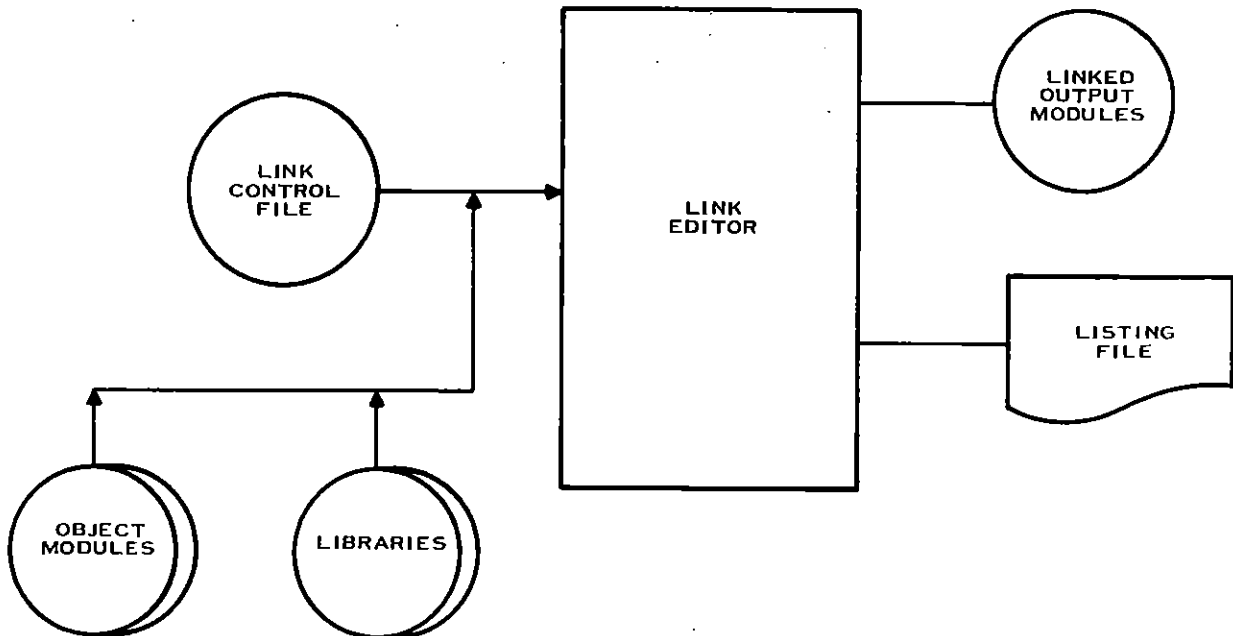 LINK
CONTROL
FILE
LINK
EDITOR
LINKED
OUTPUT
MODULES
LISTING
FILE
OBJECT
MODULES
LIBRARIES